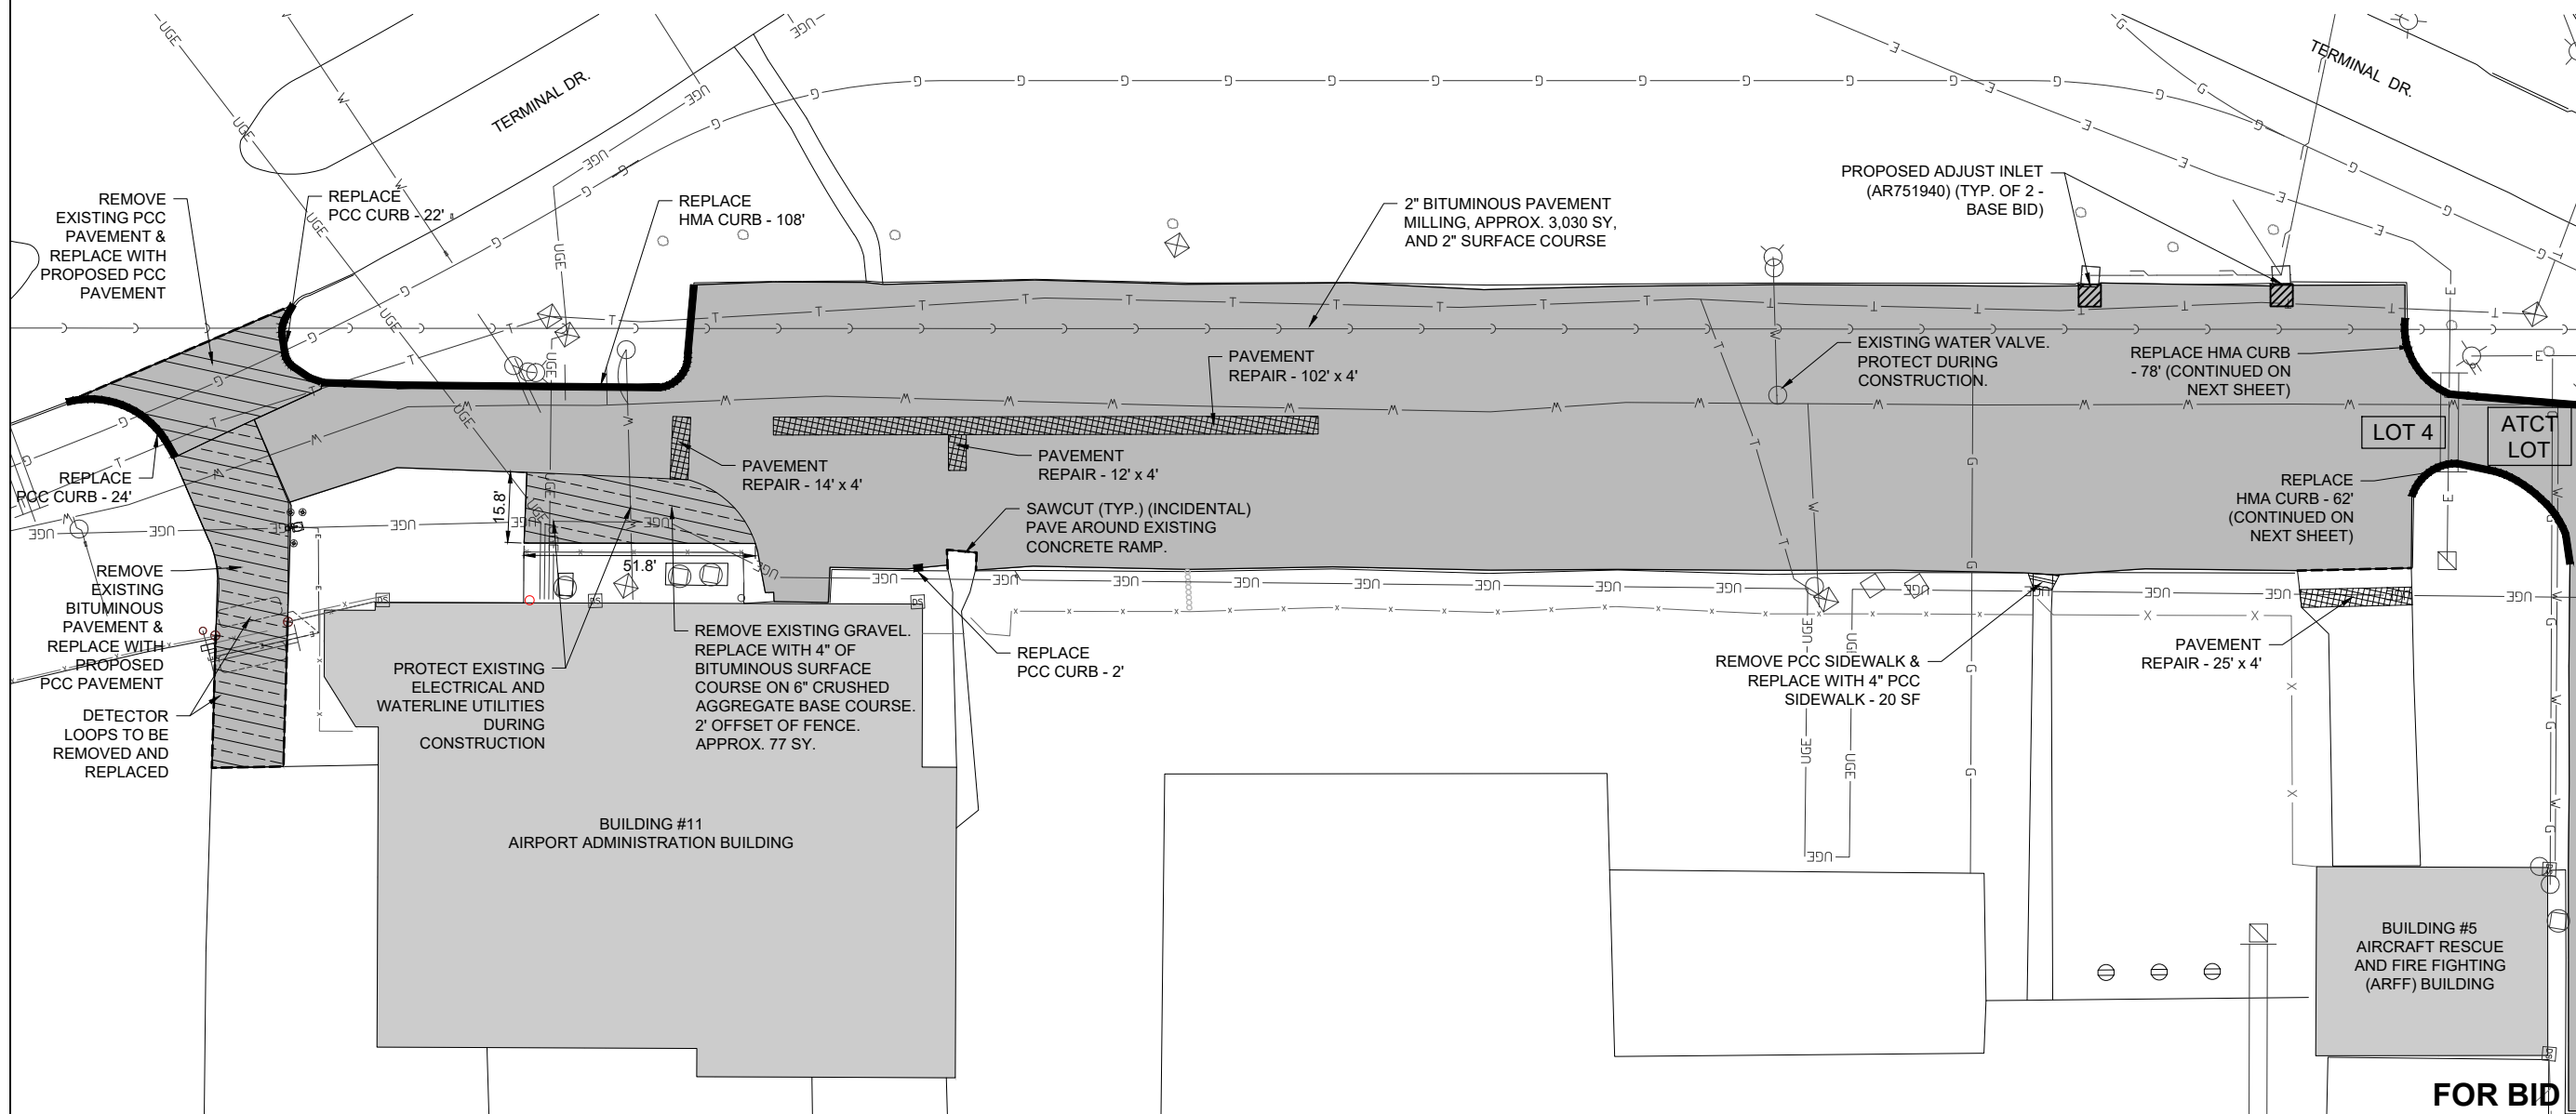 TERMINAL DR.
TERMINAL DR.
REMOVE
EXISTING PCC
PAVEMENT &
REPLACE WITH
PROPOSED PCC
PAVEMENT
REPLACE
PCC CURB - 22'
REPLACE
HMA CURB - 108'
2" BITUMINOUS PAVEMENT
MILLING, APPROX. 3,030 SY,
AND 2" SURFACE COURSE
PROPOSED ADJUST INLET
(AR751940) (TYP. OF 2 -
BASE BID)
PAVEMENT
REPAIR - 102' x 4'
EXISTING WATER VALVE.
PROTECT DURING
CONSTRUCTION.
REPLACE HMA CURB
- 78' (CONTINUED ON
NEXT SHEET)
LOT 4
ATCT
LOT
REPLACE
PCC CURB - 24'
PAVEMENT
REPAIR - 14' x 4'
PAVEMENT
REPAIR - 12' x 4'
SAWCUT (TYP.) (INCIDENTAL)
PAVE AROUND EXISTING
CONCRETE RAMP.
REPLACE
HMA CURB - 62'
(CONTINUED ON
NEXT SHEET)
15.8'
51.8'
REMOVE
EXISTING
BITUMINOUS
PAVEMENT &
REPLACE WITH
PROPOSED
PCC PAVEMENT
DETECTOR
LOOPS TO BE
REMOVED AND
REPLACED
PROTECT EXISTING
ELECTRICAL AND
WATERLINE UTILITIES
DURING
CONSTRUCTION
REMOVE EXISTING GRAVEL.
REPLACE WITH 4" OF
BITUMINOUS SURFACE
COURSE ON 6" CRUSHED
AGGREGATE BASE COURSE.
2' OFFSET OF FENCE.
APPROX. 77 SY.
REPLACE
PCC CURB - 2'
REMOVE PCC SIDEWALK &
REPLACE WITH 4" PCC
SIDEWALK - 20 SF
PAVEMENT
REPAIR - 25' x 4'
BUILDING #11
AIRPORT ADMINISTRATION BUILDING
BUILDING #5
AIRCRAFT RESCUE
AND FIRE FIGHTING
(ARFF) BUILDING
FOR BID